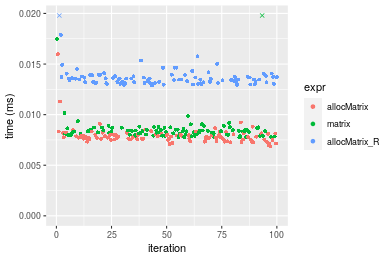 0.020
0.015
0.010
0.005
0.000
time (ms)
0
25
50
75
100
iteration
expr
allocMatrix
matrix
allocMatrix_R